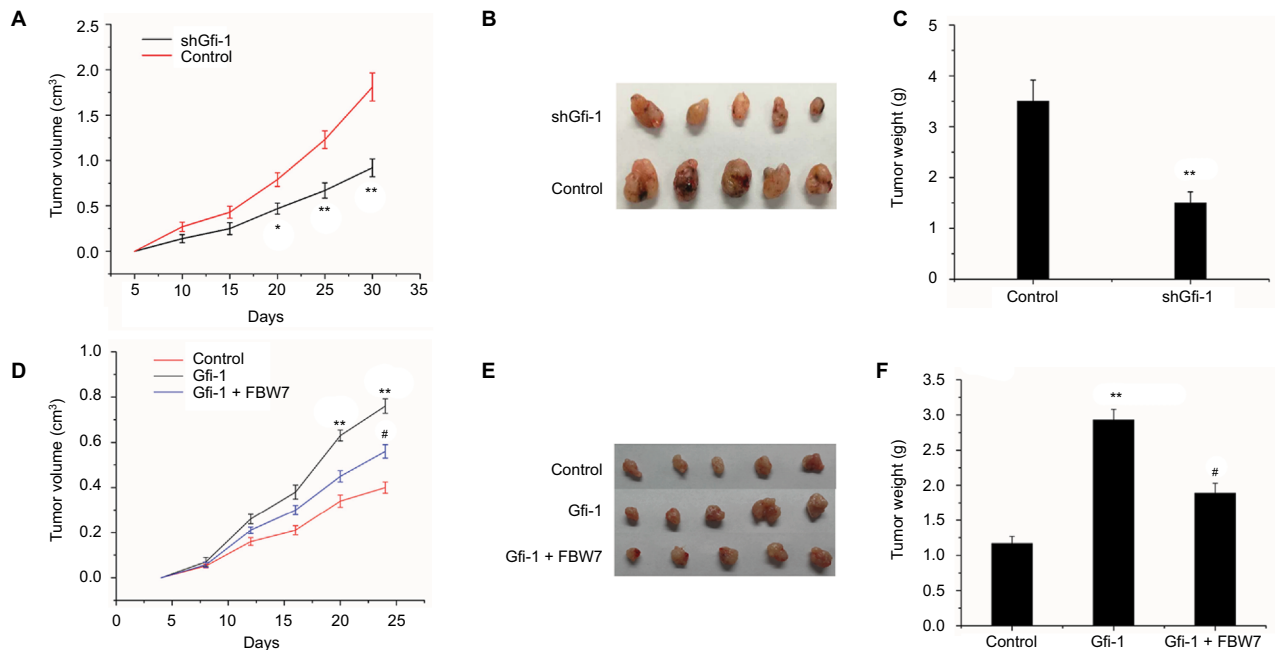 A
2.5
2.0
1.5
1.0
0.5
0.0
Tumor volume (cm³)
shGfi-1
Control
*
**
**
5 10 15 20 25 30 35
Days
B
shGfi-1
Control
C
5
4
3
2
1
0
Tumor weight (g)
**
Control shGfi-1
D
1.0
0.8
0.6
0.4
0.2
0.0
Tumor volume (cm³)
Control
Gfi-1
Gfi-1 + FBW7
**
**
#
0 5 10 15 20 25
Days
E
Control
Gfi-1
Gfi-1 + FBW7
F
3.5
3.0
2.5
2.0
1.5
1.0
0.5
0.0
Tumor weight (g)
**
#
Control Gfi-1 Gfi-1 + FBW7